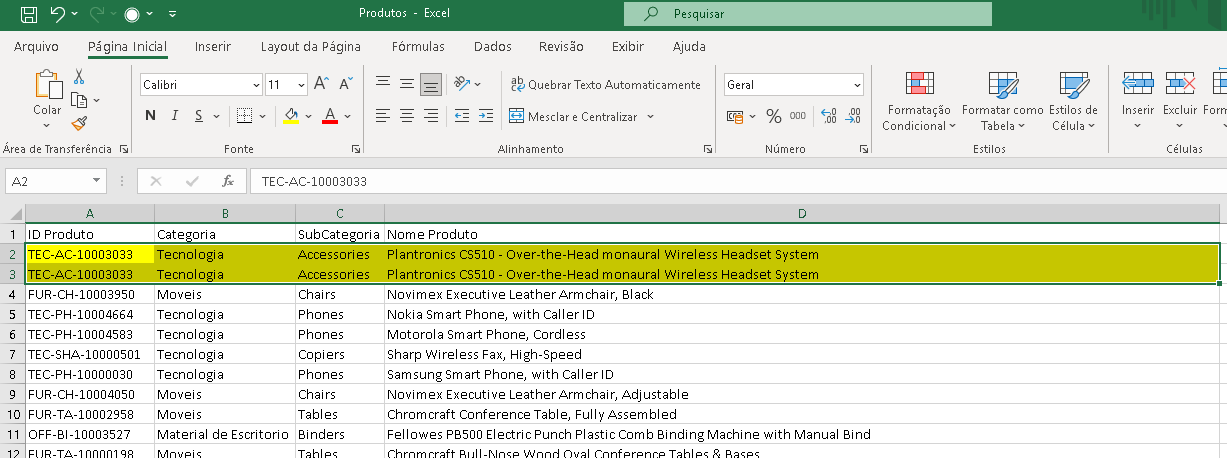 Produtos - Excel
Pesquisar
Arquivo Página Inicial Inserir Layout da Página Fórmulas Dados Revisão Exibir Ajuda
Calibri 11 Quebrar Texto Automaticamente Geral
Colar Formatação Condicional Formatar como Tabela Estilos de Célula Inserir Excluir Form
N I S A Mesclar e Centralizar % 000
Área de Transferência Fonte Alinhamento Número Estilos Células
A2 fx TEC-AC-10003033
A B C D
1 ID Produto Categoria SubCategoria Nome Produto
2 TEC-AC-10003033 Tecnologia Accessories Plantronics CS510 - Over-the-Head monaural Wireless Headset System
3 TEC-AC-10003033 Tecnologia Accessories Plantronics CS510 - Over-the-Head monaural Wireless Headset System
4 FUR-CH-10003950 Moveis Chairs Novimex Executive Leather Armchair, Black
5 TEC-PH-10004664 Tecnologia Phones Nokia Smart Phone, with Caller ID
6 TEC-PH-10004583 Tecnologia Phones Motorola Smart Phone, Cordless
7 TEC-SHA-10000501 Tecnologia Copiers Sharp Wireless Fax, High-Speed
8 TEC-PH-10000030 Tecnologia Phones Samsung Smart Phone, with Caller ID
9 FUR-CH-10004050 Moveis Chairs Novimex Executive Leather Armchair, Adjustable
10 FUR-TA-10002958 Moveis Tables Chromcraft Conference Table, Fully Assembled
11 OFF-BI-10003527 Material de Escritorio Binders Fellowes PB500 Electric Punch Plastic Comb Binding Machine with Manual Bind
12 FUR-TA-10000198 Moveis Tables Chromcraft Bull-Nose Wood Oval Conference Tables & Bases